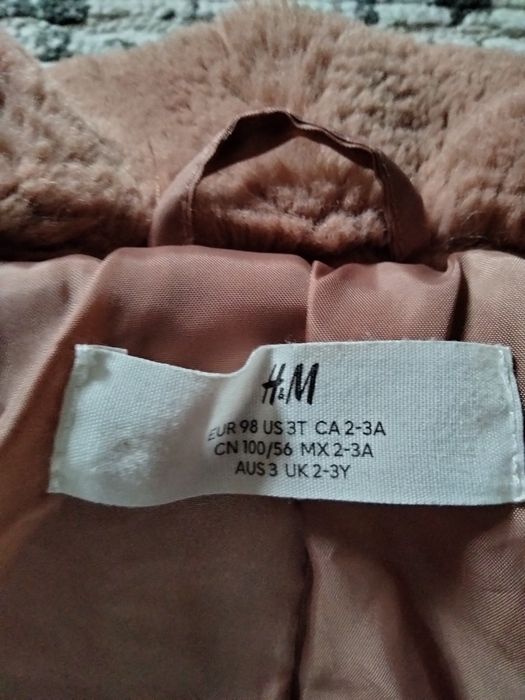 H&M
EUR 98 US 3T CA 2-3A
CN 100/56 MX 2-3A
AUS 3 UK 2-3Y